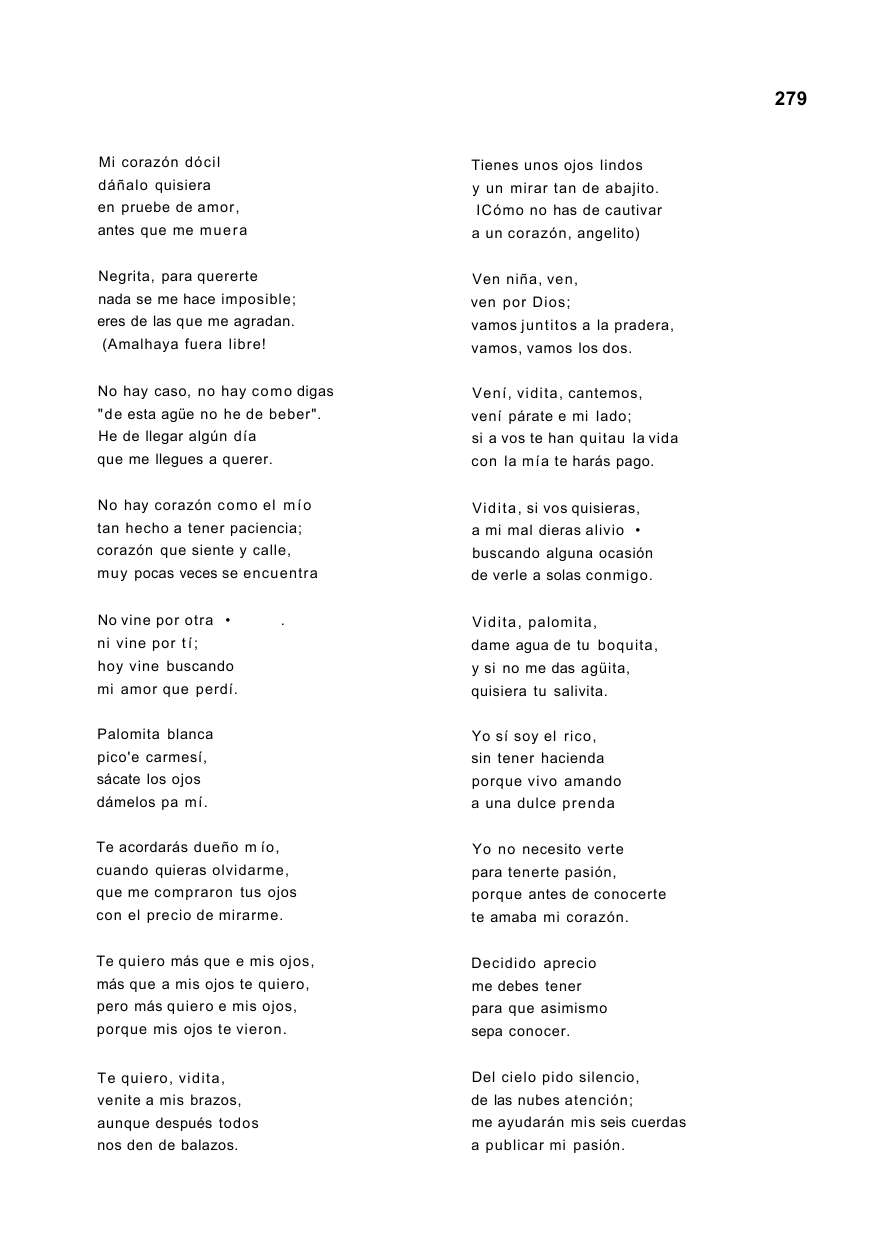 279
Mi corazón dócil
dáñalo quisiera
en pruebe de amor,
antes que me muera
Negrita, para quererte
nada se me hace imposible;
eres de las que me agradan.
(Amalhaya fuera libre!
No hay caso, no hay como digas
"de esta agüe no he de beber".
He de llegar algún día
que me llegues a querer.
No hay corazón como el mío
tan hecho a tener paciencia;
corazón que siente y calle,
muy pocas veces se encuentra
No vine por otra • .
ni vine por tí;
hoy vine buscando
mi amor que perdí.
Palomita blanca
pico'e carmesí,
sácate los ojos
dámelos pa mí.
Te acordarás dueño mío,
cuando quieras olvidarme,
que me compraron tus ojos
con el precio de mirarme.
Te quiero más que e mis ojos,
más que a mis ojos te quiero,
pero más quiero e mis ojos,
porque mis ojos te vieron.
Te quiero, vidita,
venite a mis brazos,
aunque después todos
nos den de balazos.
Tienes unos ojos lindos
y un mirar tan de abajito.
ICómo no has de cautivar
a un corazón, angelito)
Ven niña, ven,
ven por Dios;
vamos juntitos a la pradera,
vamos, vamos los dos.
Vení, vidita, cantemos,
vení párate e mi lado;
si a vos te han quitau la vida
con la mía te harás pago.
Vidita, si vos quisieras,
a mi mal dieras alivio •
buscando alguna ocasión
de verle a solas conmigo.
Vidita, palomita,
dame agua de tu boquita,
y si no me das agüita,
quisiera tu salivita.
Yo sí soy el rico,
sin tener hacienda
porque vivo amando
a una dulce prenda
Yo no necesito verte
para tenerte pasión,
porque antes de conocerte
te amaba mi corazón.
Decidido aprecio
me debes tener
para que asimismo
sepa conocer.
Del cielo pido silencio,
de las nubes atención;
me ayudarán mis seis cuerdas
a publicar mi pasión.